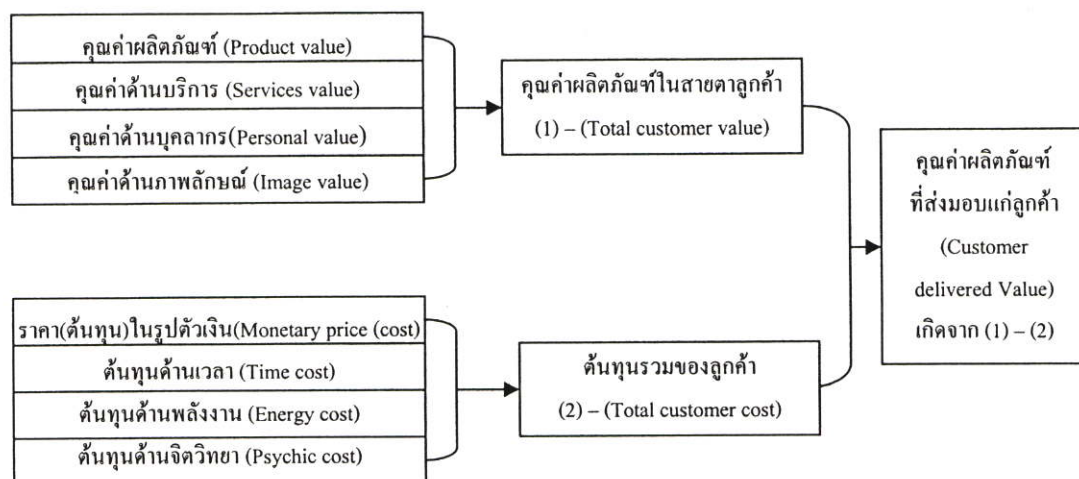 คุณค่าผลิตภัณฑ์ (Product value)
คุณค่าด้านบริการ (Services value)
คุณค่าด้านบุคลากร(Personal value)
คุณค่าด้านภาพลักษณ์ (Image value)
คุณค่าผลิตภัณฑ์ในสายตาลูกค้า
(1) – (Total customer value)
ราคา(ต้นทุน)ในรูปตัวเงิน(Monetary price (cost)
ต้นทุนด้านเวลา (Time cost)
ต้นทุนด้านพลังงาน (Energy cost)
ต้นทุนด้านจิตวิทยา (Psychic cost)
ต้นทุนรวมของลูกค้า
(2) – (Total customer cost)
คุณค่าผลิตภัณฑ์
ที่ส่งมอบแก่ลูกค้า
(Customer
delivered Value)
เกิดจาก (1) – (2)